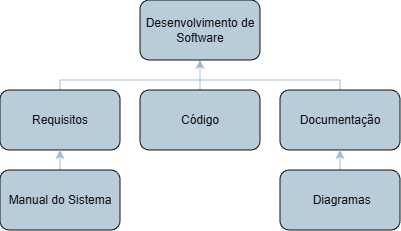 Desenvolvimento de
Software
Requisitos
Código
Documentação
Manual do Sistema
Diagramas